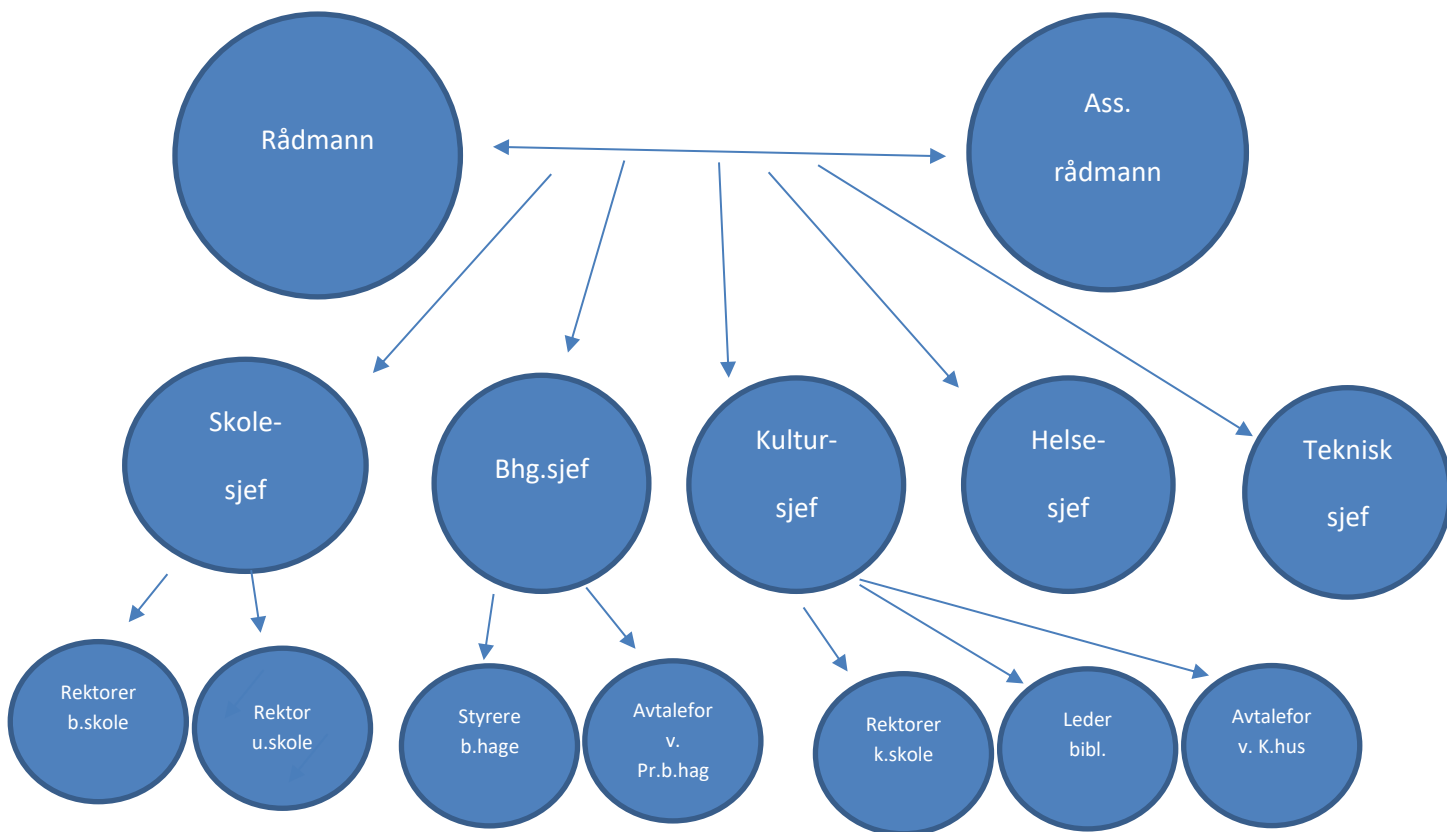 Rådmann
Ass.
rådmann
Skole-
sjef
Bhg.sjef
Kultur-
sjef
Helse-
sjef
Teknisk
sjef
Rektorer
b.skole
Rektor
u.skole
Styrere
b.hage
Avtalefor
v.
Pr.b.hag
Rektorer
k.skole
Leder
bibl.
Avtalefor
v. K.hus